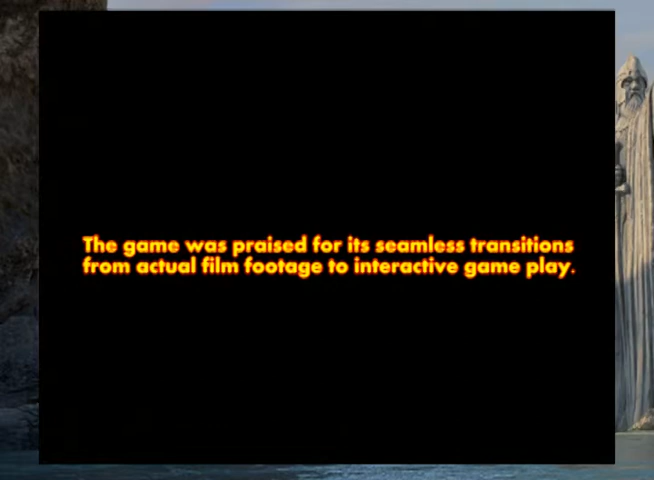 The game was praised for its seamless transitions
from actual film footage to interactive game play.